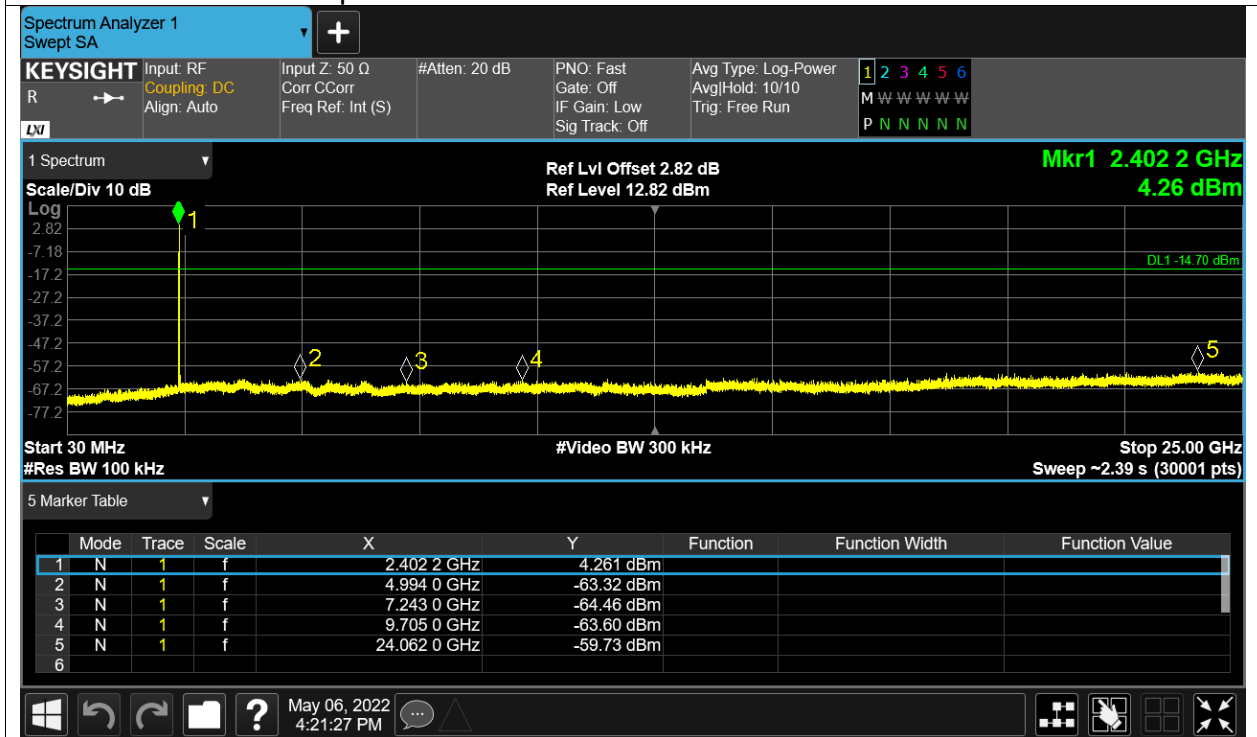 Spectrum Analyzer 1
Swept SA
+
KEYSIGHT Input: RF Input Z: 50 Ω #Atten: 20 dB PNO: Fast Avg Type: Log-Power 1 2 3 4 5 6
R Coupling: DC Corr CCorr Gate: Off Avg|Hold: 10/10 M W W W W W
Align: Auto Freq Ref: Int (S) IF Gain: Low Trig: Free Run
LXI Sig Track: Off P N N N N N
1 Spectrum Ref Lvl Offset 2.82 dB Mkr1 2.402 2 GHz
Scale/Div 10 dB Ref Level 12.82 dBm 4.26 dBm
Log
1
2.82
-7.18
DL1 -14.70 dBm
-17.2
-27.2
-37.2
-47.2
2 3 4 5
-57.2
-67.2
-77.2
Start 30 MHz #Video BW 300 kHz Stop 25.00 GHz
#Res BW 100 kHz Sweep ~2.39 s (30001 pts)
5 Marker Table
Mode Trace Scale X Y Function Function Width Function Value
1 N 1 f 2.402 2 GHz 4.261 dBm
2 N 1 f 4.994 0 GHz -63.32 dBm
3 N 1 f 7.243 0 GHz -64.46 dBm
4 N 1 f 9.705 0 GHz -63.60 dBm
5 N 1 f 24.062 0 GHz -59.73 dBm
6
? May 06, 2022
4:21:27 PM